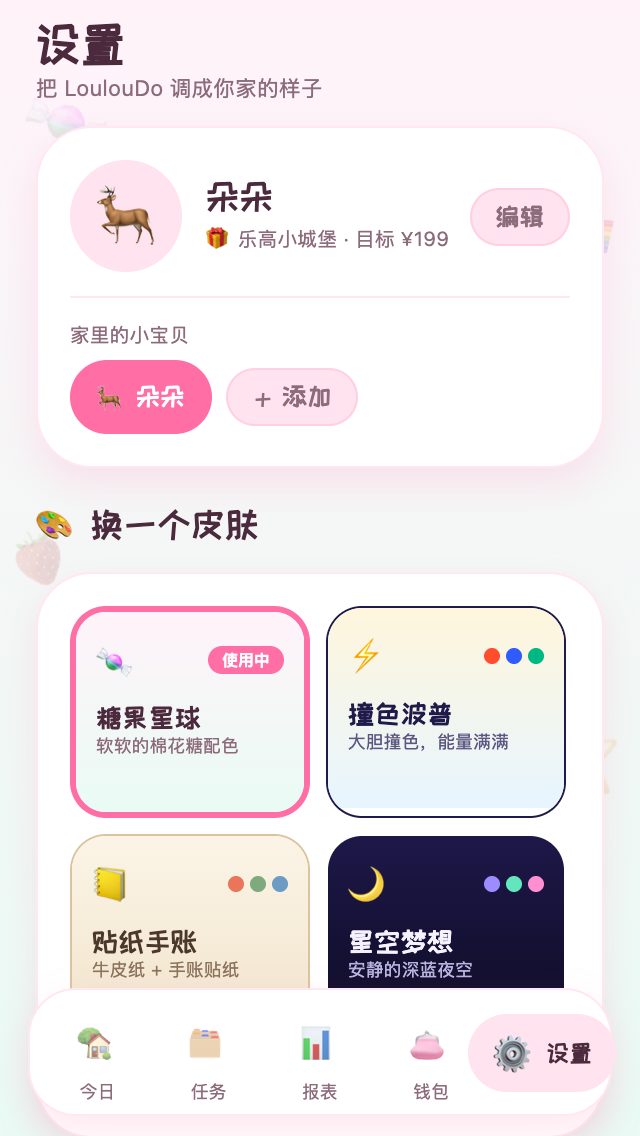 设置
把 LoulouDo 调成你家的样子
朵朵
乐高小城堡 · 目标 ¥199
编辑
家里的小宝贝
朵朵
+ 添加
换一个皮肤
使用中
糖果星球
软软的棉花糖配色
撞色波普
大胆撞色，能量满满
贴纸手账
牛皮纸 + 手账贴纸
星空梦想
安静的深蓝夜空
今日
任务
报表
钱包
设置